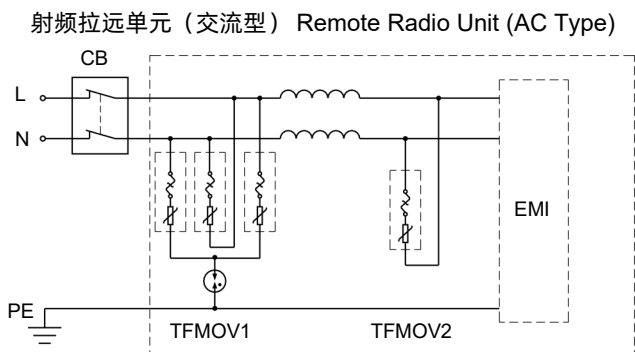 射频拉远单元（交流型） Remote Radio Unit (AC Type)
CB
L
N
EMI
PE
TFMOV1 TFMOV2